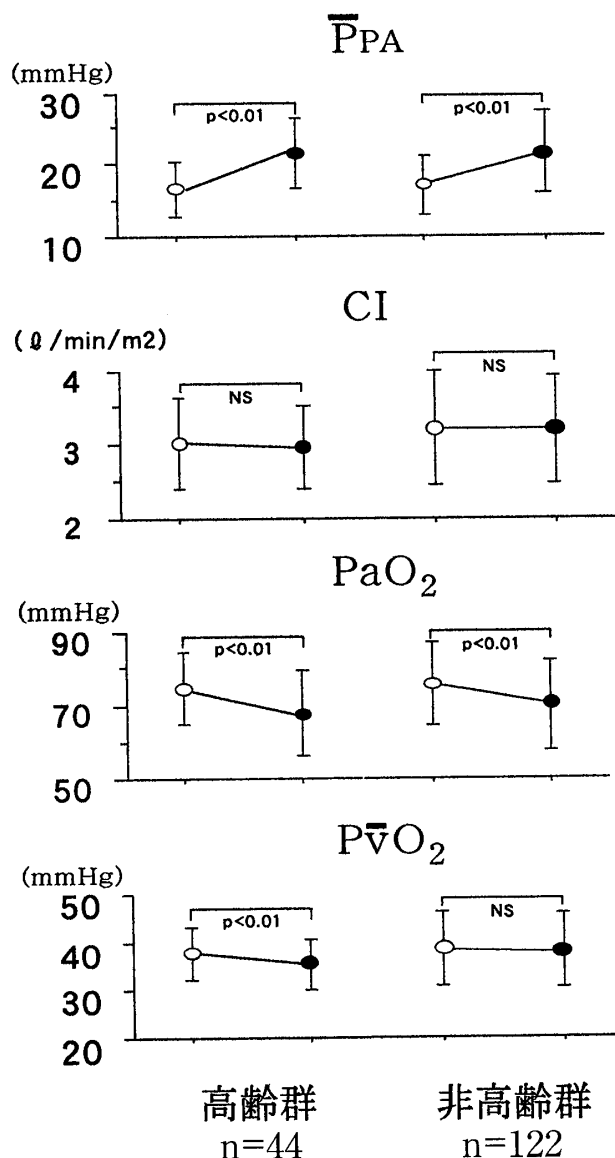 P̅PA
(mmHg)
30
p<0.01 p<0.01
20
10
CI
(ℓ/min/m2)
4
NS NS
3
2
PaO₂
(mmHg)
90
p<0.01 p<0.01
70
50
Pv̅O₂
(mmHg)
50
p<0.01 NS
40
30
20
高齢群 非高齢群
n=44 n=122